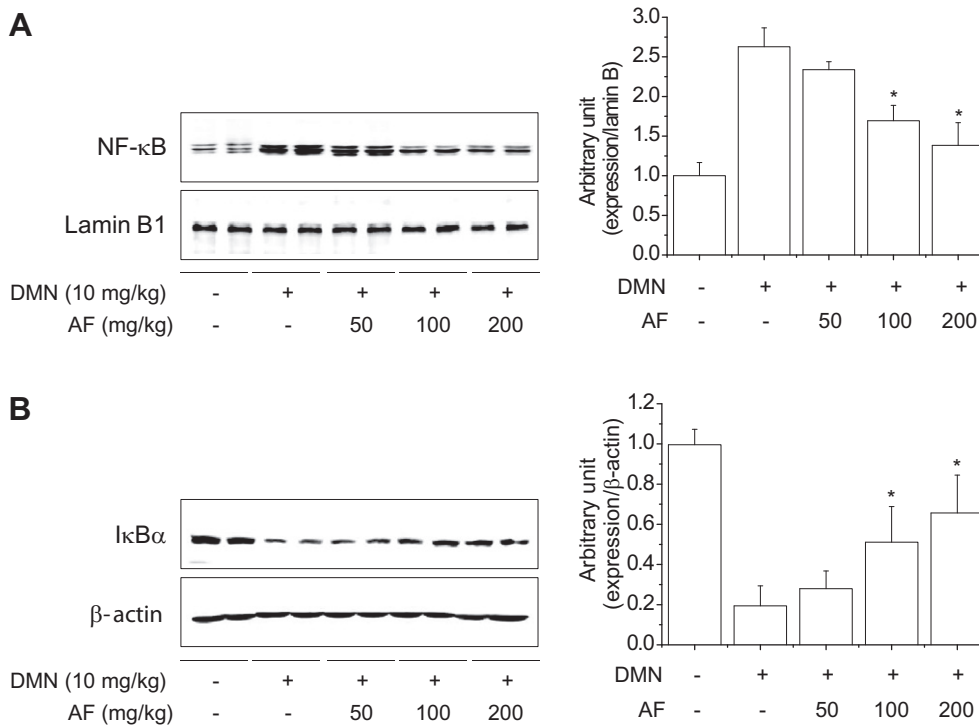 A
NF-κB
Lamin B1
DMN (10 mg/kg) - + + + +
AF (mg/kg) - - 50 100 200
Arbitrary unit
(expression/lamin B)
3.0
2.5
2.0
1.5
1.0
0.5
0.0
* *
DMN - + + + +
AF - - 50 100 200
B
IκBα
β-actin
DMN (10 mg/kg) - + + + +
AF (mg/kg) - - 50 100 200
Arbitrary unit
(expression/β-actin)
1.2
1.0
0.8
0.6
0.4
0.2
0.0
* *
DMN - + + + +
AF - - 50 100 200